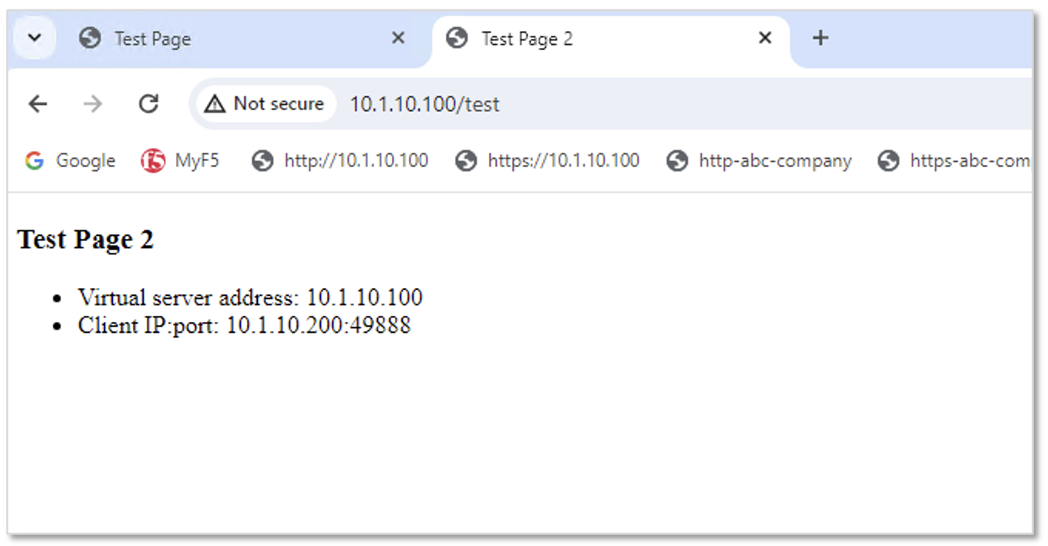 Test Page
Test Page 2
Not secure 10.1.10.100/test
Google MyF5 http://10.1.10.100 https://10.1.10.100 http-abc-company https-abc-com
Test Page 2
• Virtual server address: 10.1.10.100
• Client IP:port: 10.1.10.200:49888